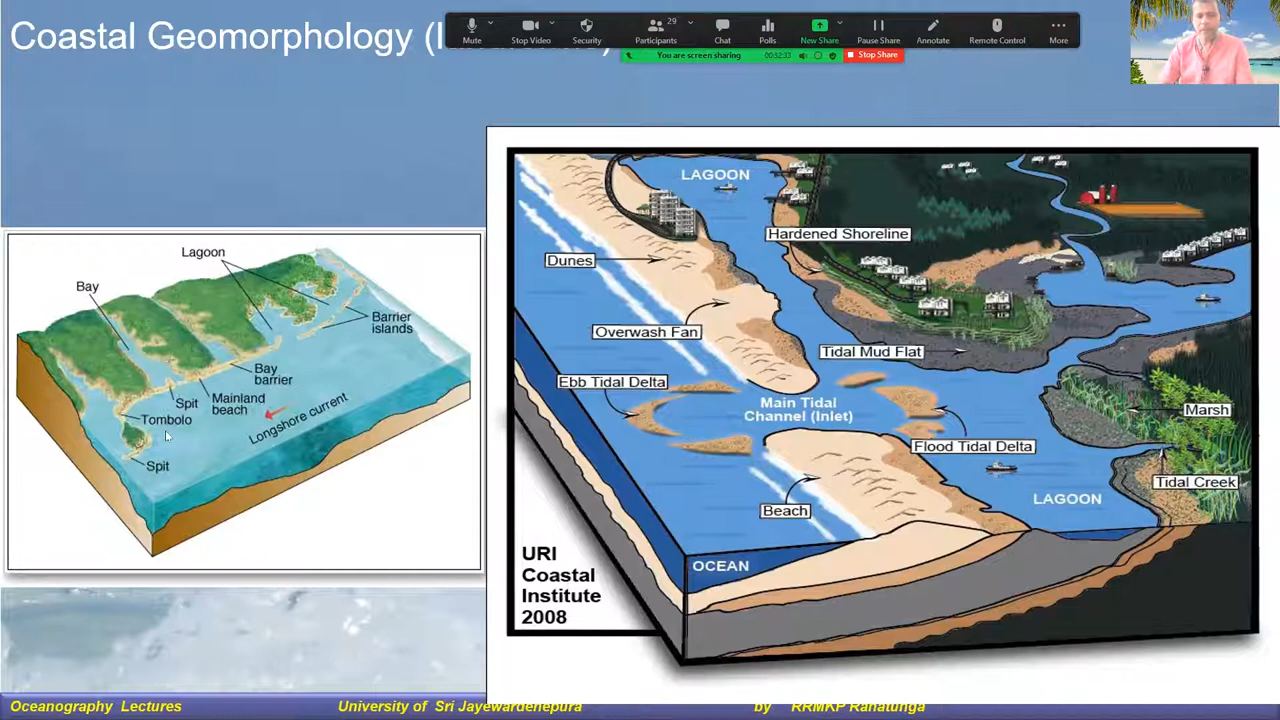 Coastal Geomorphology (
Mute
Stop Video
Security
29
Participants
Chat
Polls
New Share
Pause Share
Annotate
Remote Control
More
You are screen sharing
00:52:33
Stop Share
Lagoon
Bay
Barrier
islands
Bay
barrier
Mainland
beach
Spit
Tombolo
Longshore current
Spit
LAGOON
Hardened Shoreline
Dunes
Overwash Fan
Tidal Mud Flat
Ebb Tidal Delta
Main Tidal
Channel (Inlet)
Marsh
Flood Tidal Delta
Tidal Creek
LAGOON
Beach
OCEAN
URI
Coastal
Institute
2008
Oceanography Lectures
University of Sri Jayewardenepura
by RRMKP Ranatunga